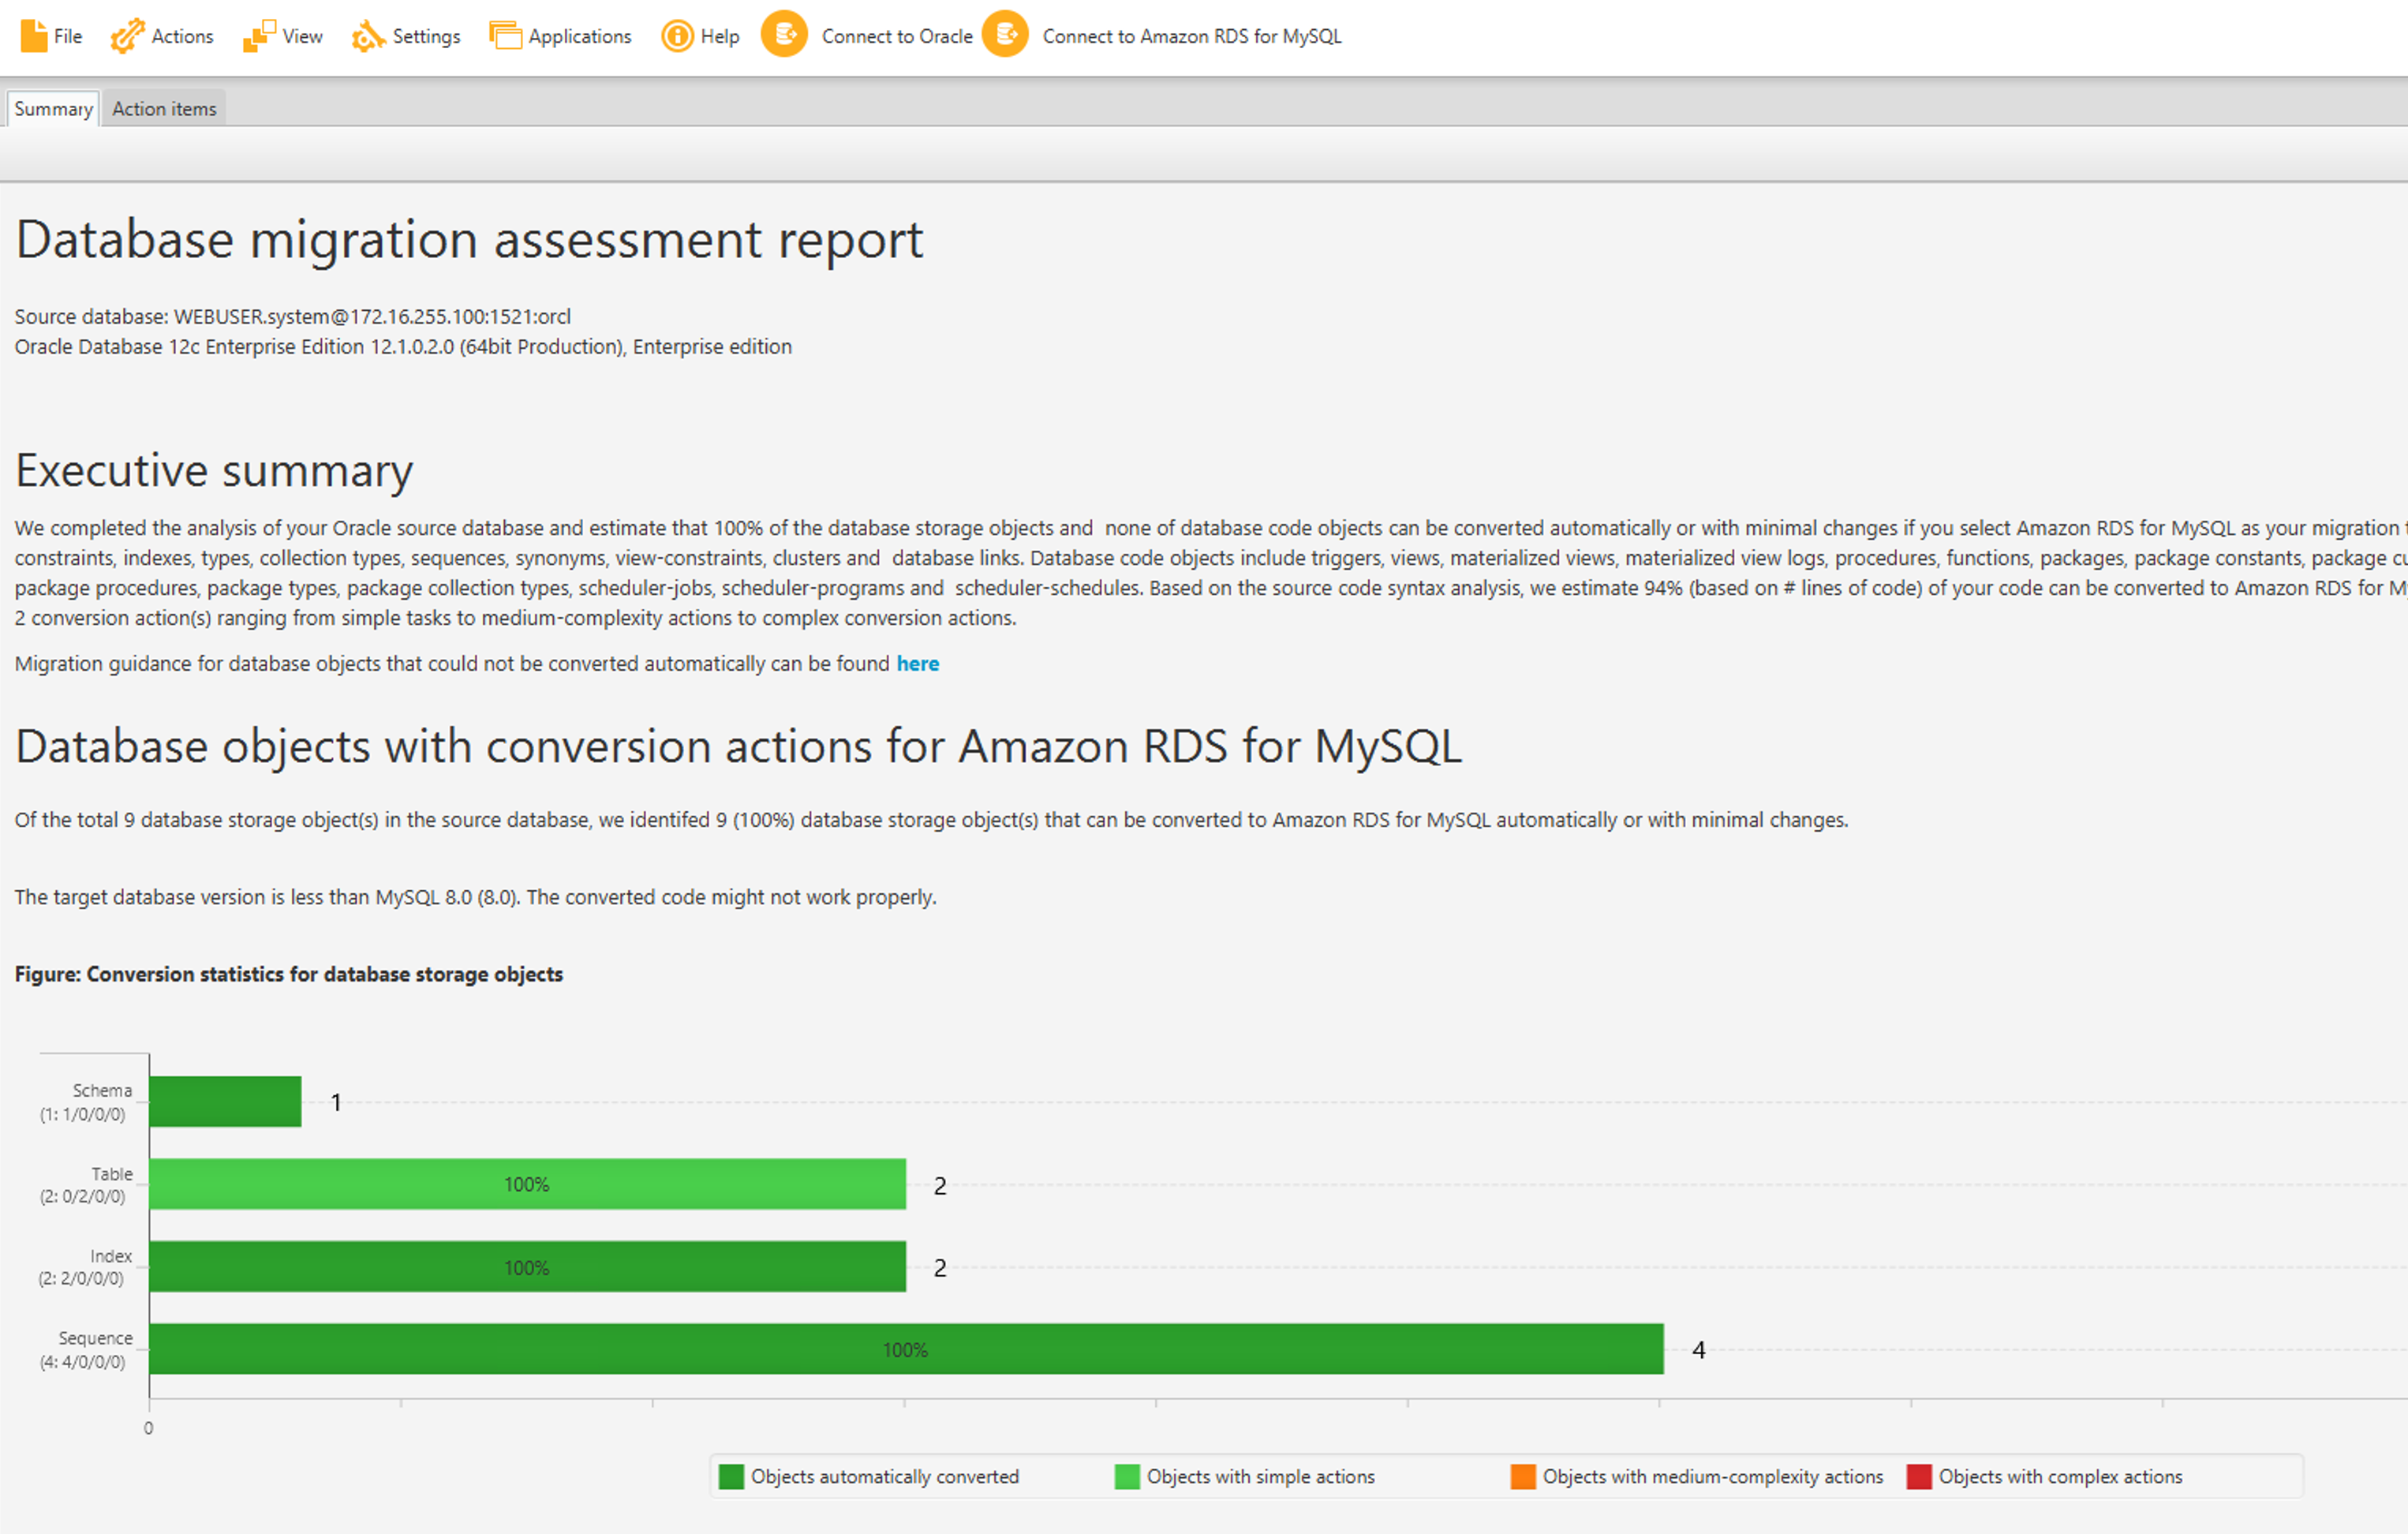 File Actions View Settings Applications Help Connect to Oracle Connect to Amazon RDS for MySQL
Summary Action items
Database migration assessment report
Source database: WEBUSER.system@172.16.255.100:1521:orcl
Oracle Database 12c Enterprise Edition 12.1.0.2.0 (64bit Production), Enterprise edition
Executive summary
We completed the analysis of your Oracle source database and estimate that 100% of the database storage objects and none of database code objects can be converted automatically or with minimal changes if you select Amazon RDS for MySQL as your migration
constraints, indexes, types, collection types, sequences, synonyms, view-constraints, clusters and database links. Database code objects include triggers, views, materialized views, materialized view logs, procedures, functions, packages, package constants, package
package procedures, package types, package collection types, scheduler-jobs, scheduler-programs and scheduler-schedules. Based on the source code syntax analysis, we estimate 94% (based on # lines of code) of your code can be converted to Amazon RDS for
2 conversion action(s) ranging from simple tasks to medium-complexity actions to complex conversion actions.
Migration guidance for database objects that could not be converted automatically can be found here
Database objects with conversion actions for Amazon RDS for MySQL
Of the total 9 database storage object(s) in the source database, we identifed 9 (100%) database storage object(s) that can be converted to Amazon RDS for MySQL automatically or with minimal changes.
The target database version is less than MySQL 8.0 (8.0). The converted code might not work properly.
Figure: Conversion statistics for database storage objects
Schema
(1: 1/0/0/0)
1
Table
(2: 0/2/0/0)
100%
2
Index
(2: 2/0/0/0)
100%
2
Sequence
(4: 4/0/0/0)
100%
4
0
Objects automatically converted Objects with simple actions Objects with medium-complexity actions Objects with complex actions